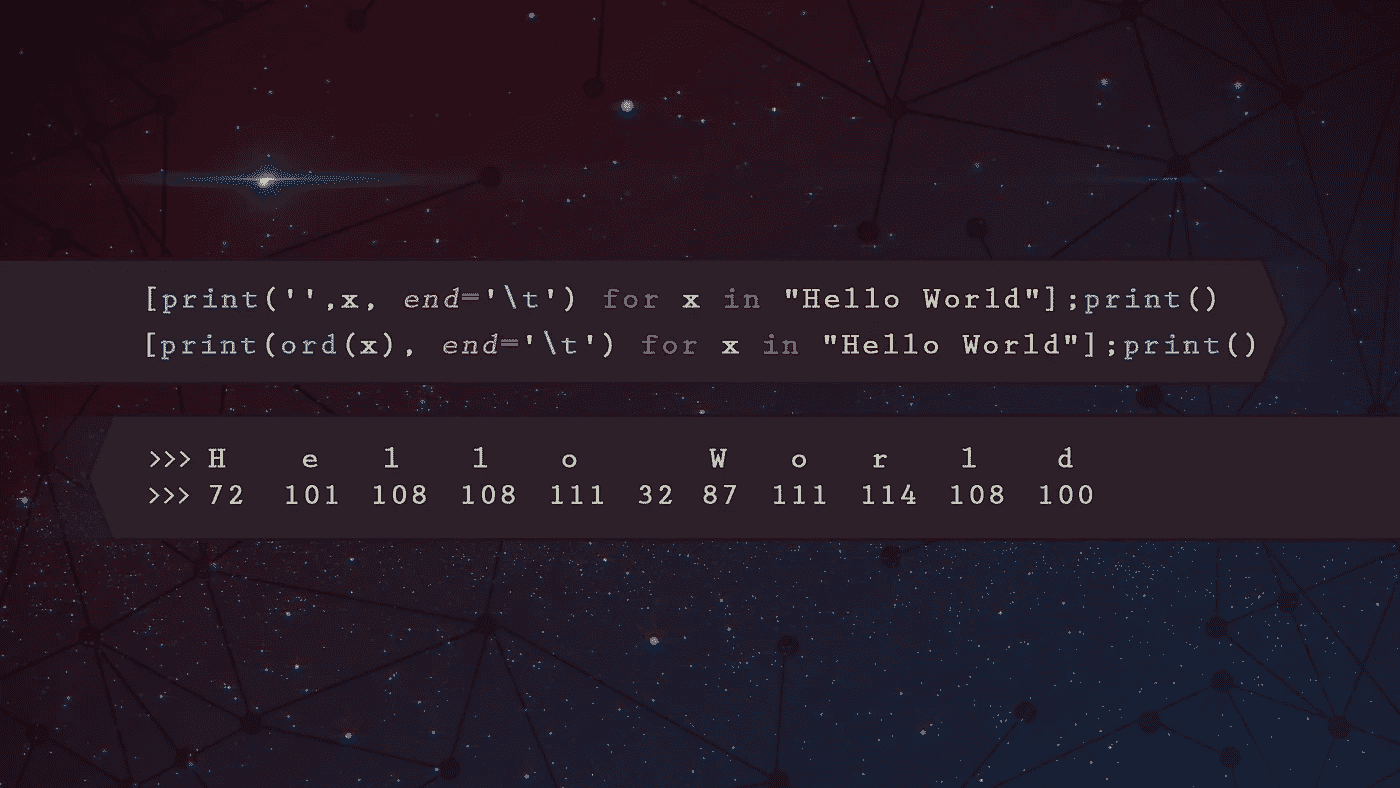 [print('',x, end='\t') for x in "Hello World"];print()
[print(ord(x), end='\t') for x in "Hello World"];print()
>>> H e l l o W o r l d
>>> 72 101 108 108 111 32 87 111 114 108 100